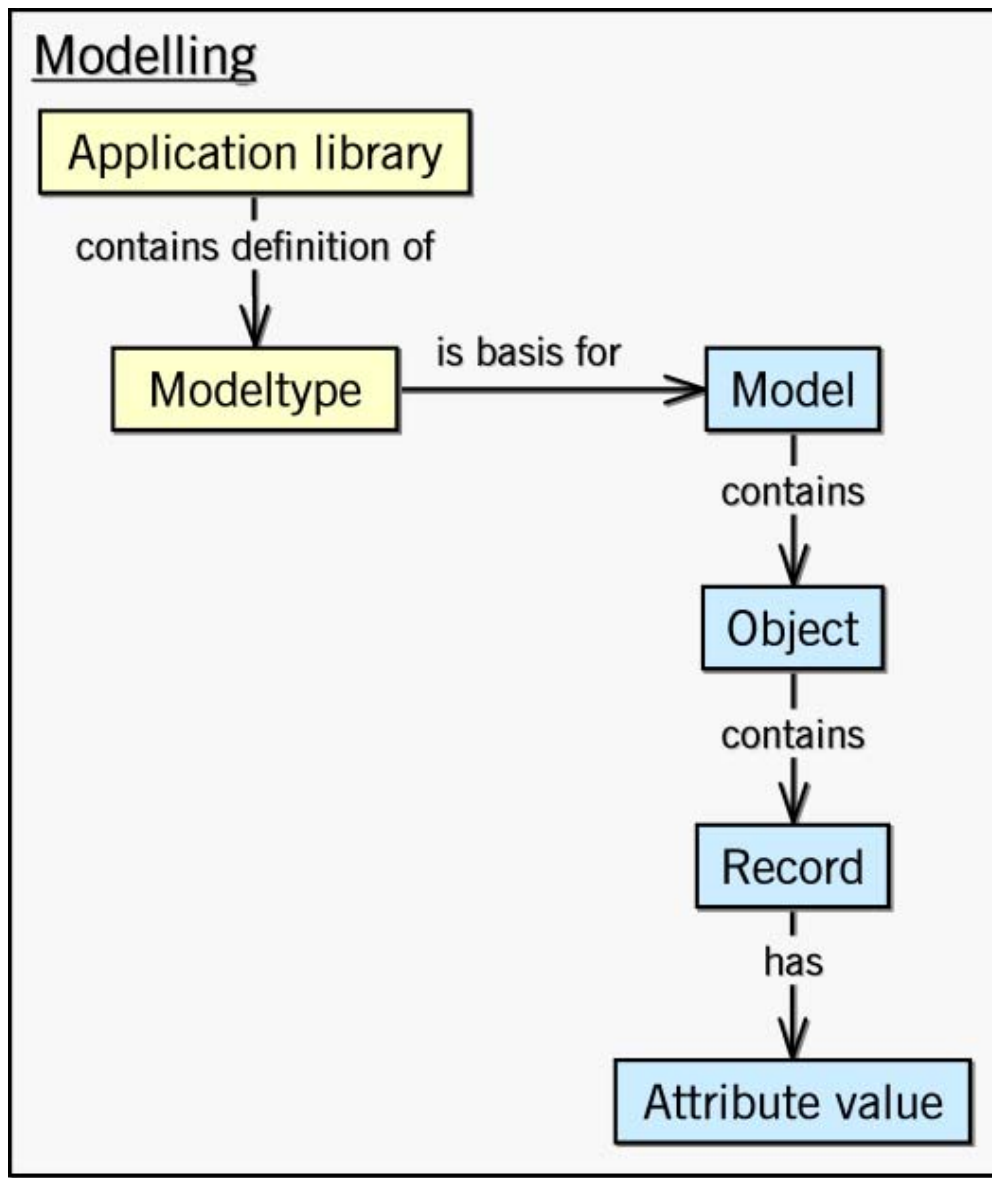 Modelling
Application library
contains definition of
is basis for
Modeltype
Model
contains
Object
contains
Record
has
Attribute value